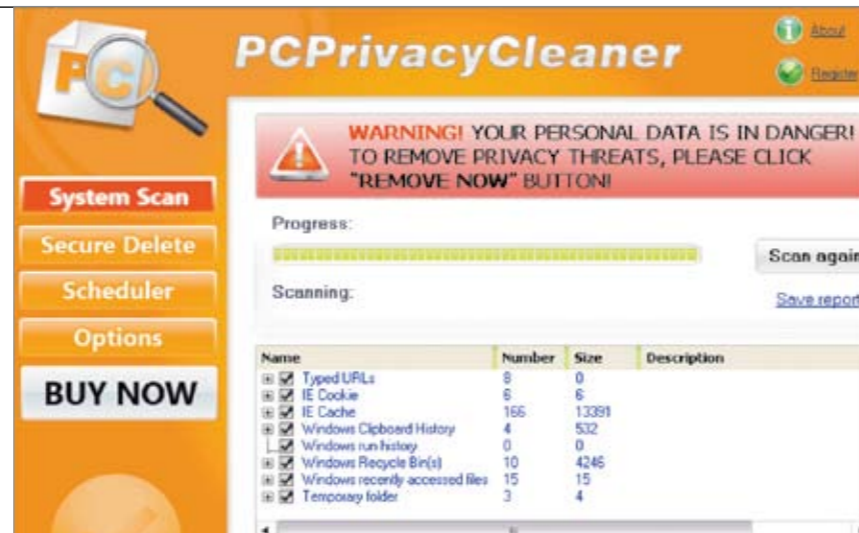 PC
PCPrivacyCleaner
About
Register
WARNING! YOUR PERSONAL DATA IS IN DANGER!
TO REMOVE PRIVACY THREATS, PLEASE CLICK
"REMOVE NOW" BUTTON!
System Scan
Secure Delete
Scheduler
Options
BUY NOW
Progress:
Scan again
Scanning:
Save report
Name Number Size Description
Typed URLs 8 0
IE Cookie 6 6
IE Cache 166 13391
Windows Clipboard History 4 532
Windows run history 0 0
Windows Recycle Bin(s) 10 4246
Windows recently accessed files 15 15
Temporary folder 3 4